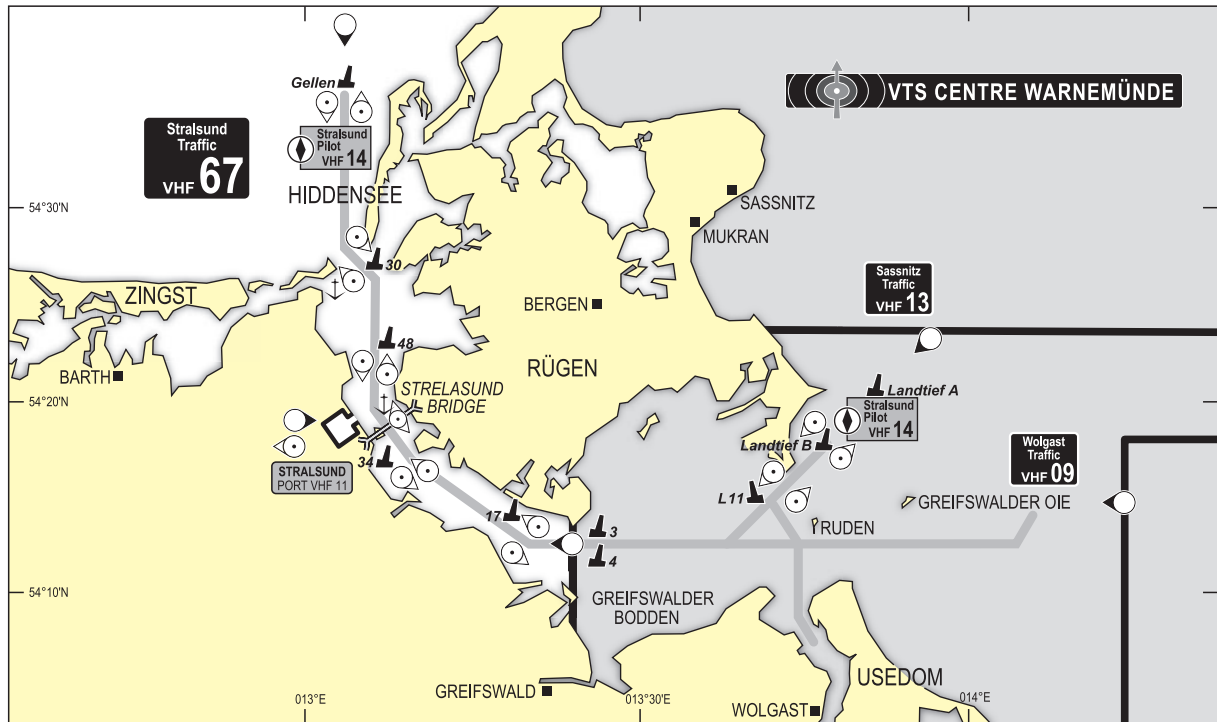 Gellen
VTS CENTRE WARNEMÜNDE
Stralsund
Traffic
VHF 67
Stralsund
Pilot
VHF 14
HIDDENSEE
SASSNITZ
54°30'N
MUKRAN
30
Sassnitz
Traffic
VHF 13
ZINGST
BERGEN
48
RÜGEN
BARTH
STRELASUND
BRIDGE
Landtief A
54°20'N
Stralsund
Pilot
VHF 14
Landtief B
Wolgast
Traffic
VHF 09
34
STRALSUND
PORT VHF 11
L11
GREIFSWALDER OIE
17
RUDEN
3
4
54°10'N
GREIFSWALDER
BODDEN
USEDOM
GREIFSWALD
013°E
013°30'E
014°E
WOLGAST